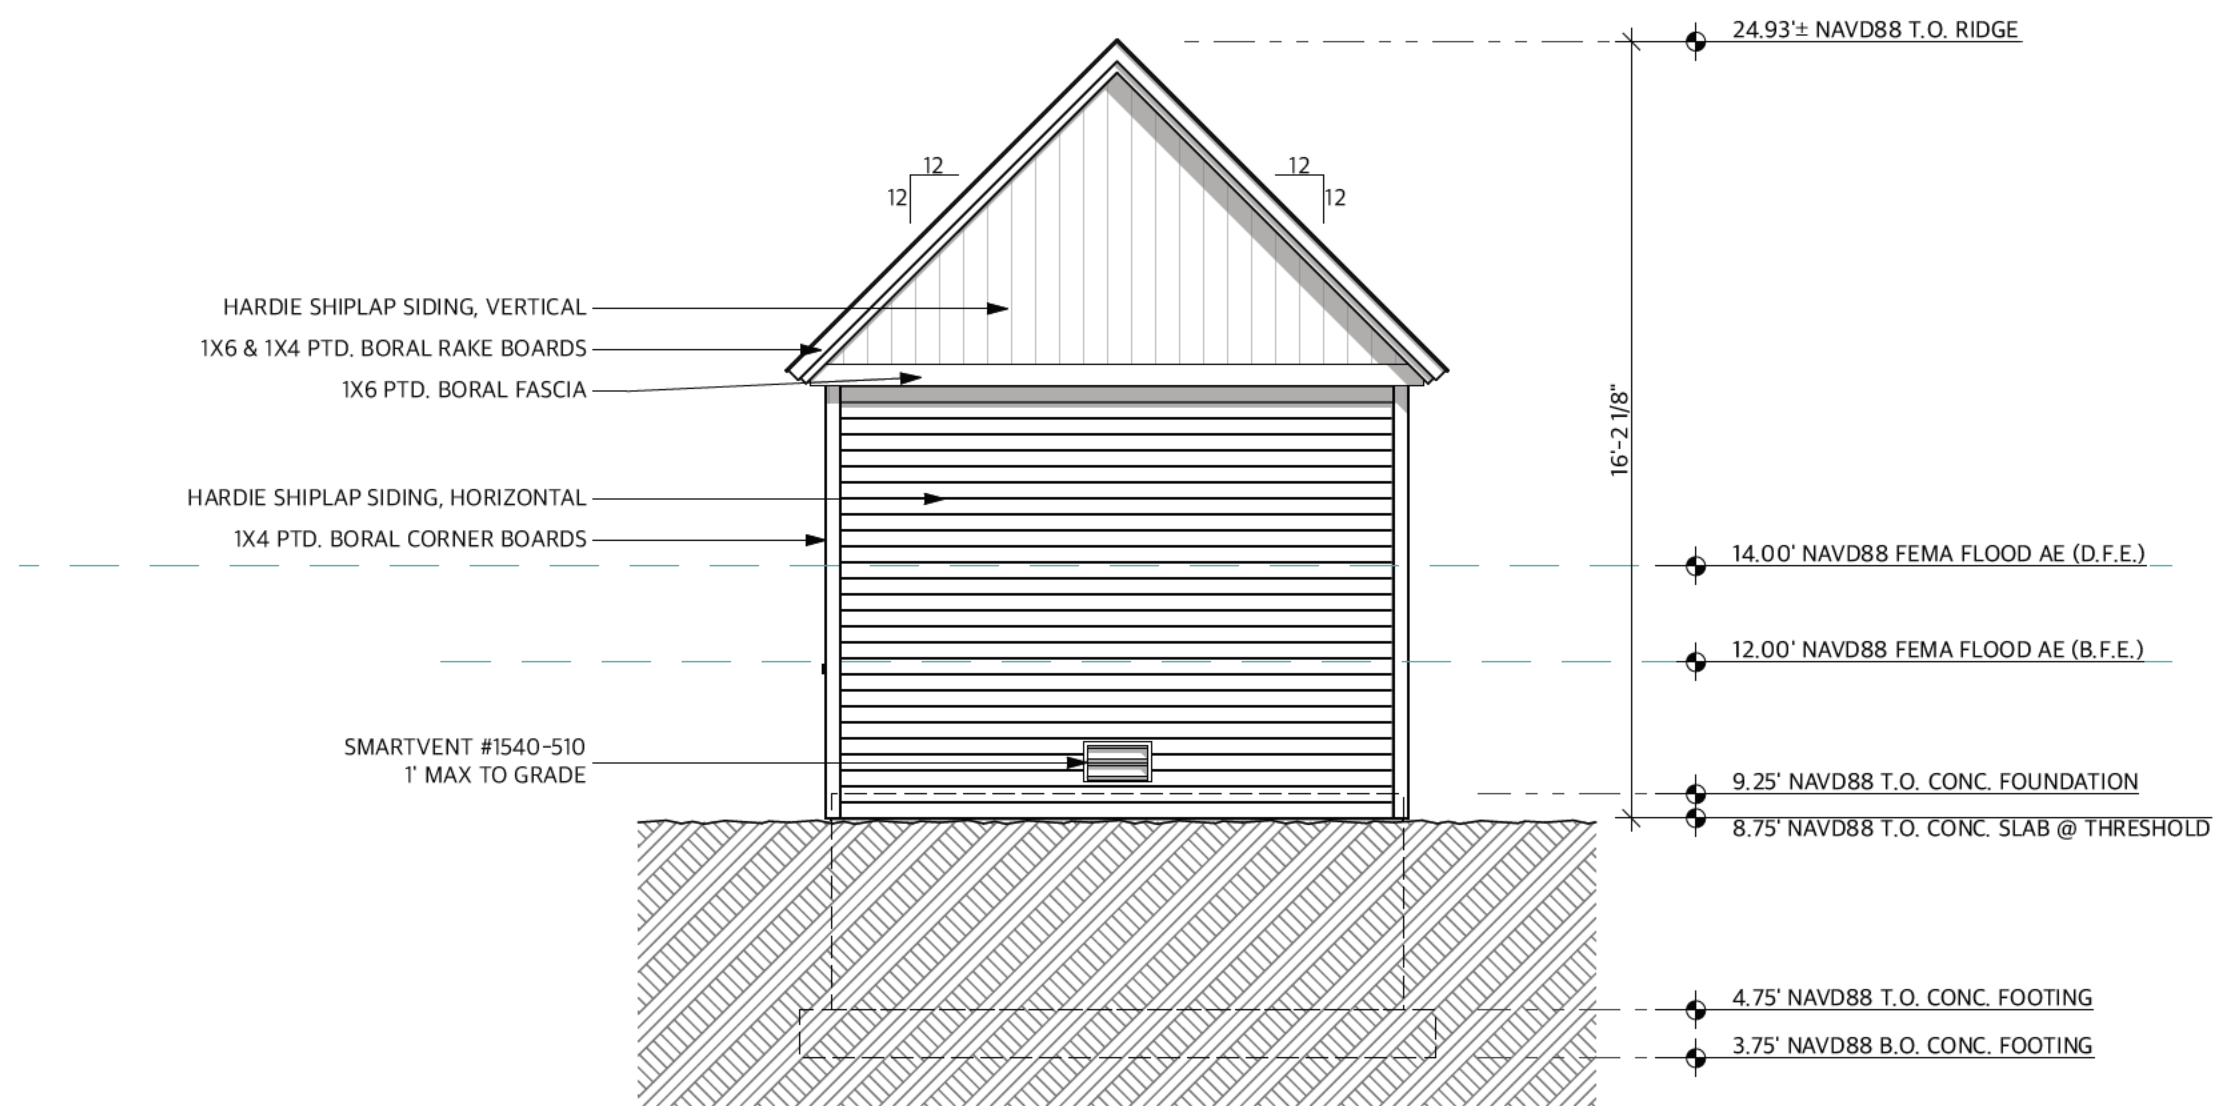 24.93'± NAVD88 T.O. RIDGE
12
12
12
12
HARDIE SHIPLAP SIDING, VERTICAL
1X6 & 1X4 PTD. BORAL RAKE BOARDS
1X6 PTD. BORAL FASCIA
16'-2 1/8"
HARDIE SHIPLAP SIDING, HORIZONTAL
1X4 PTD. BORAL CORNER BOARDS
14.00' NAVD88 FEMA FLOOD AE (D.F.E.)
12.00' NAVD88 FEMA FLOOD AE (B.F.E.)
SMARTVENT #1540-510
1' MAX TO GRADE
9.25' NAVD88 T.O. CONC. FOUNDATION
8.75' NAVD88 T.O. CONC. SLAB @ THRESHOLD
4.75' NAVD88 T.O. CONC. FOOTING
3.75' NAVD88 B.O. CONC. FOOTING